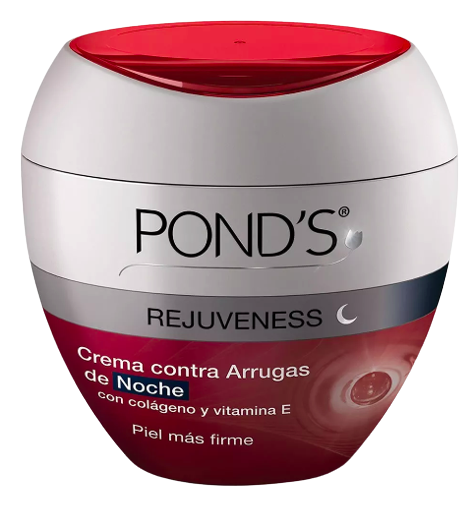 POND'S®
REJUVENESS
Crema contra Arrugas
de Noche
con colágeno y vitamina E
Piel más firme